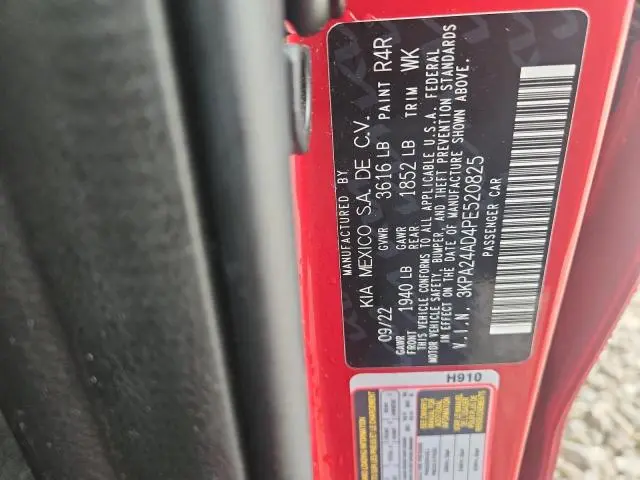 MANUFACTURED BY
KIA MEXICO S.A. DE C.V.
09/22 GVWR 3616 LB PAINT R4R
GAWR FRONT 1940 LB GAWR REAR 1852 LB TRIM WK
THIS VEHICLE CONFORMS TO ALL APPLICABLE U.S.A. FEDERAL
MOTOR VEHICLE SAFETY, BUMPER, AND THEFT PREVENTION STANDARDS
IN EFFECT ON THE DATE OF MANUFACTURE SHOWN ABOVE.
V.I.N. 3KPA24AD4PE520825
PASSENGER CAR
H910